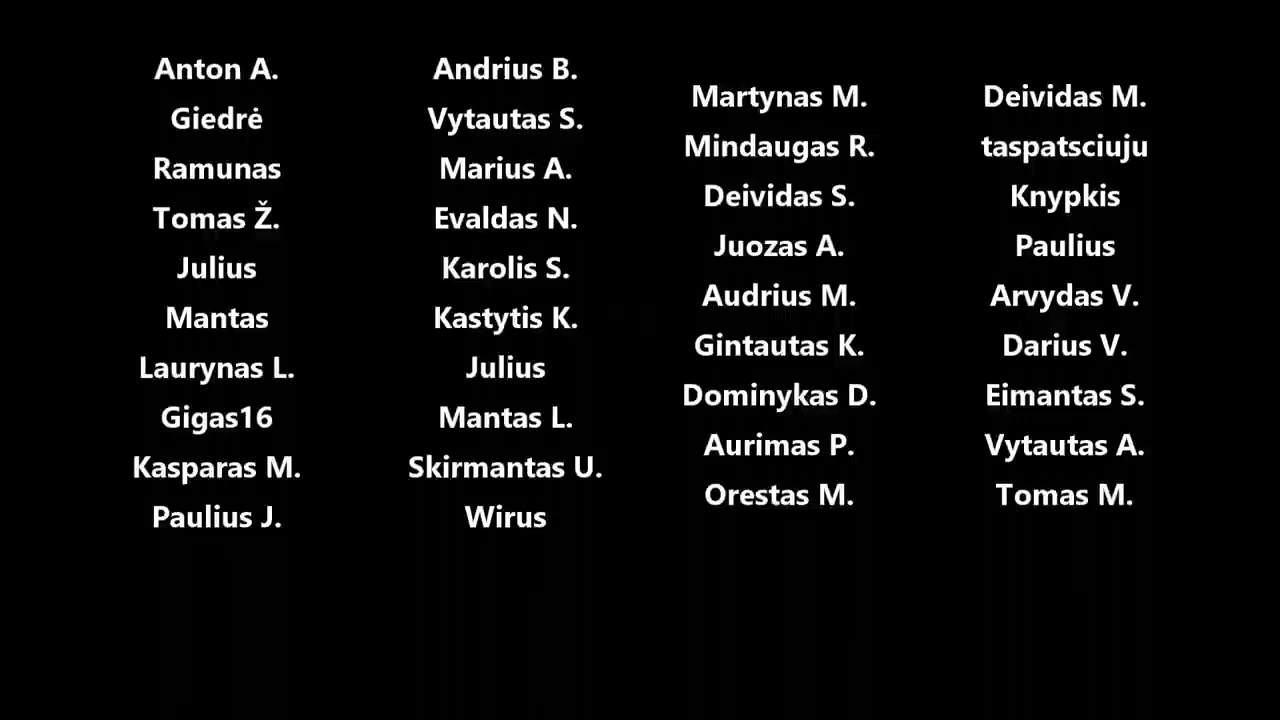 Anton A.
Giedrė
Ramunas
Tomas Ž.
Julius
Mantas
Laurynas L.
Gigas16
Kasparas M.
Paulius J.
Andrius B.
Vytautas S.
Marius A.
Evaldas N.
Karolis S.
Kastytis K.
Julius
Mantas L.
Skirmantas U.
Wirus
Martynas M.
Mindaugas R.
Deividas S.
Juozas A.
Audrius M.
Gintautas K.
Dominykas D.
Aurimas P.
Orestas M.
Deividas M.
taspatsciuju
Knypkis
Paulius
Arvydas V.
Darius V.
Eimantas S.
Vytautas A.
Tomas M.